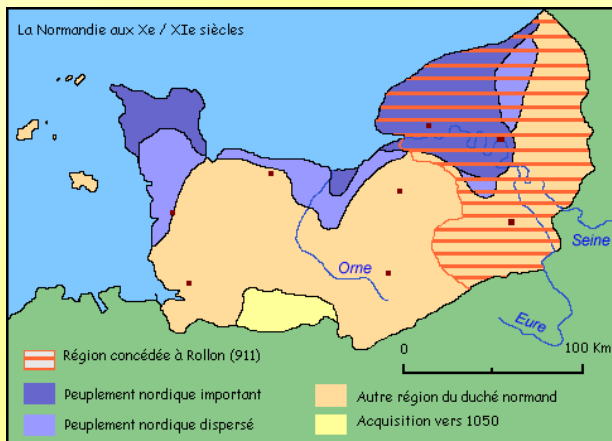 La Normandie aux Xe / XIe siècles
Seine
Orne
Eure
0 100 Km
Région concédée à Rollon (911)
Peuplement nordique important
Peuplement nordique dispersé
Autre région du duché normand
Acquisition vers 1050